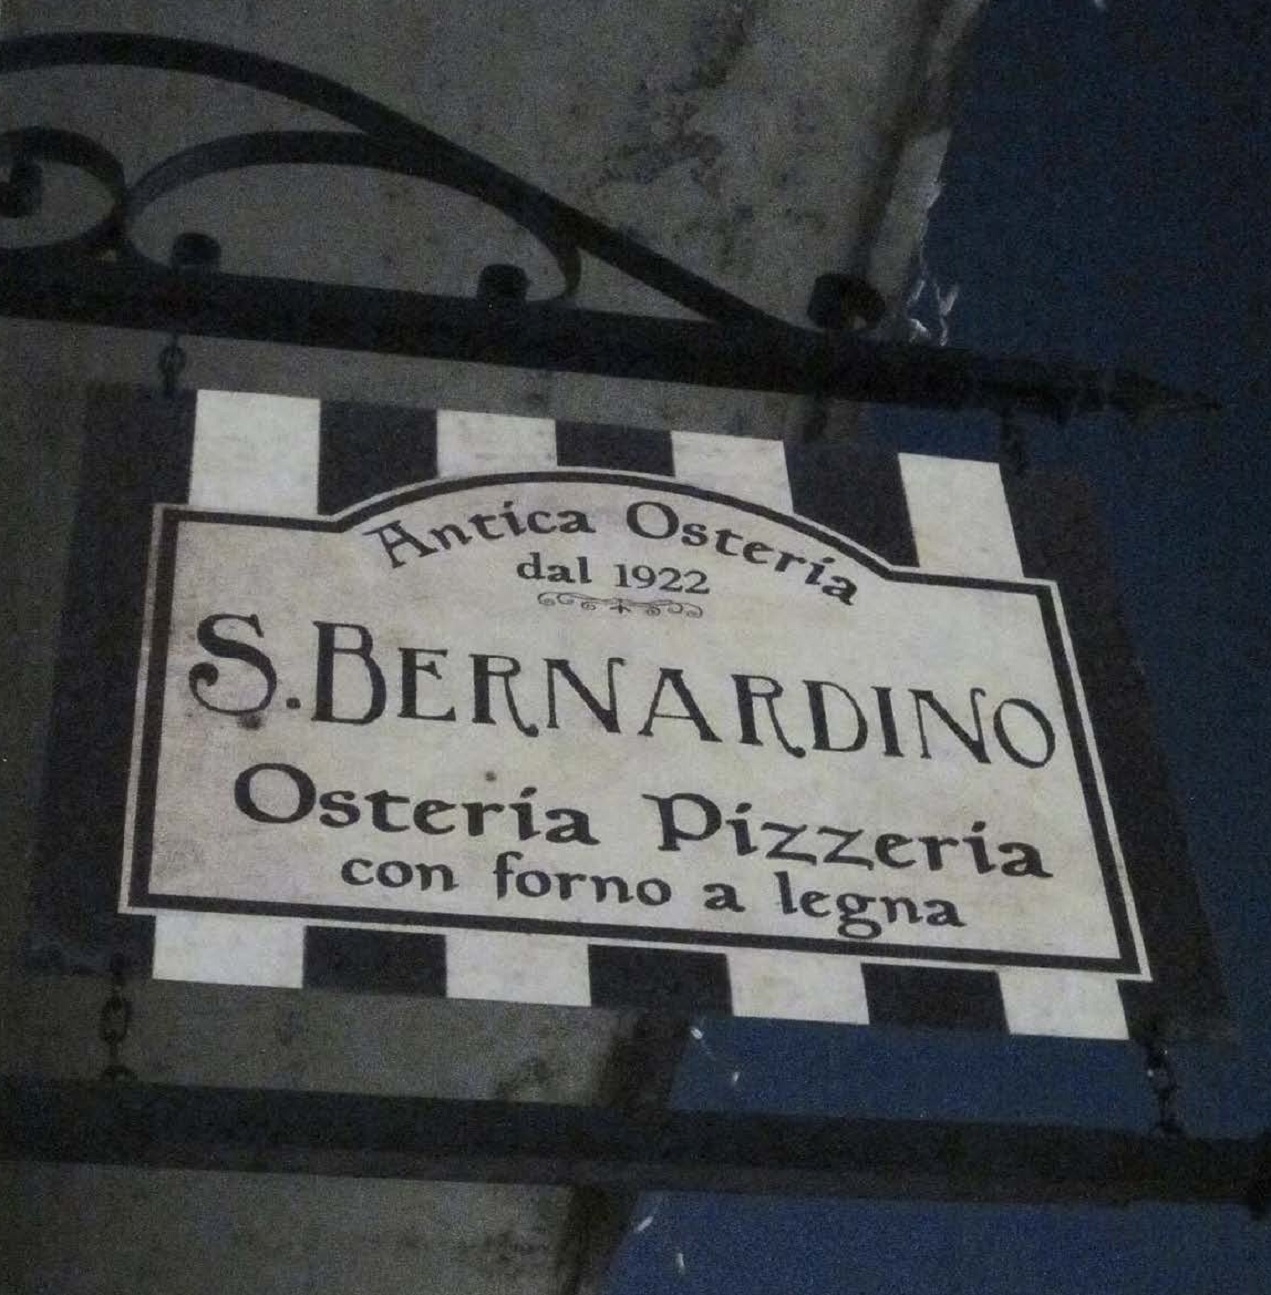 Antica Osteria
dal 1922
S.BERNARDINO
Osteria Pizzeria
con forno a legna